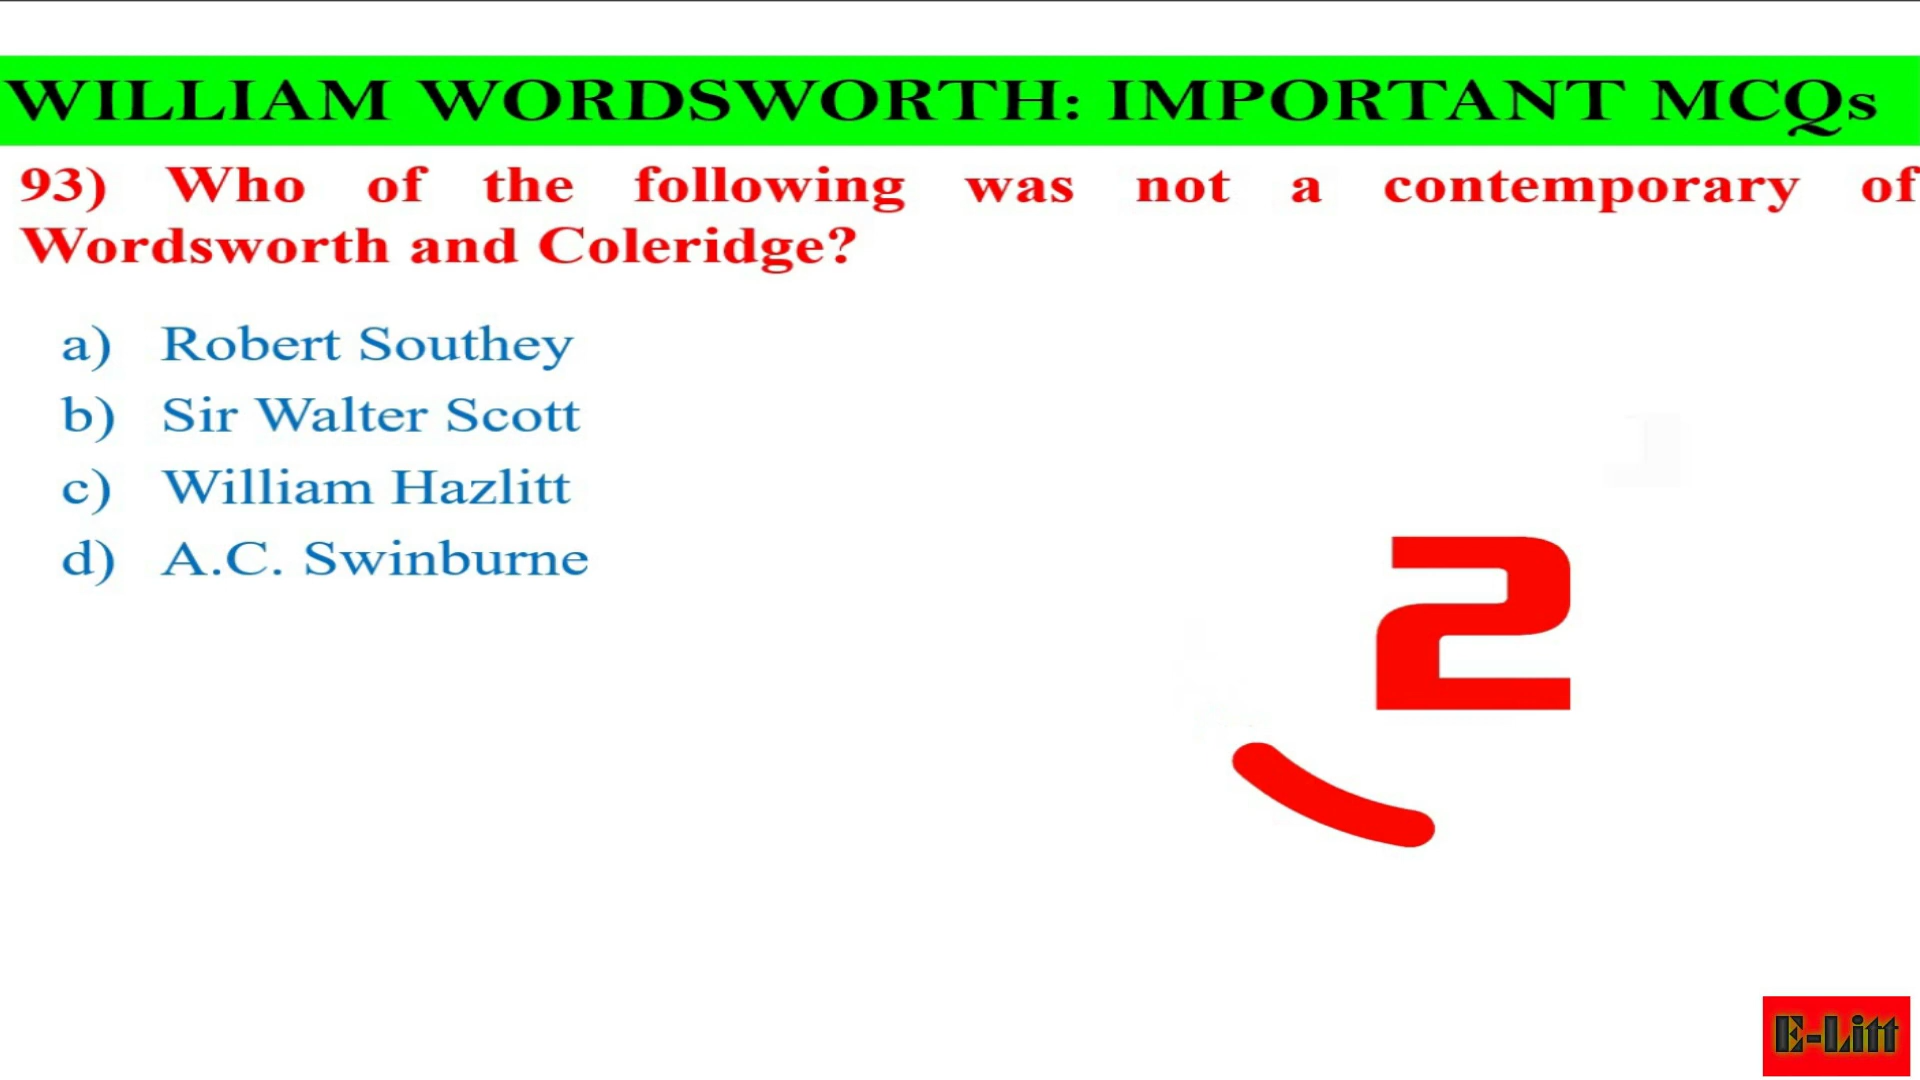 WILLIAM WORDSWORTH: IMPORTANT MCQs
93) Who of the following was not a contemporary of
Wordsworth and Coleridge?
a) Robert Southey
b) Sir Walter Scott
c) William Hazlitt
d) A.C. Swinburne
2
E-Litt